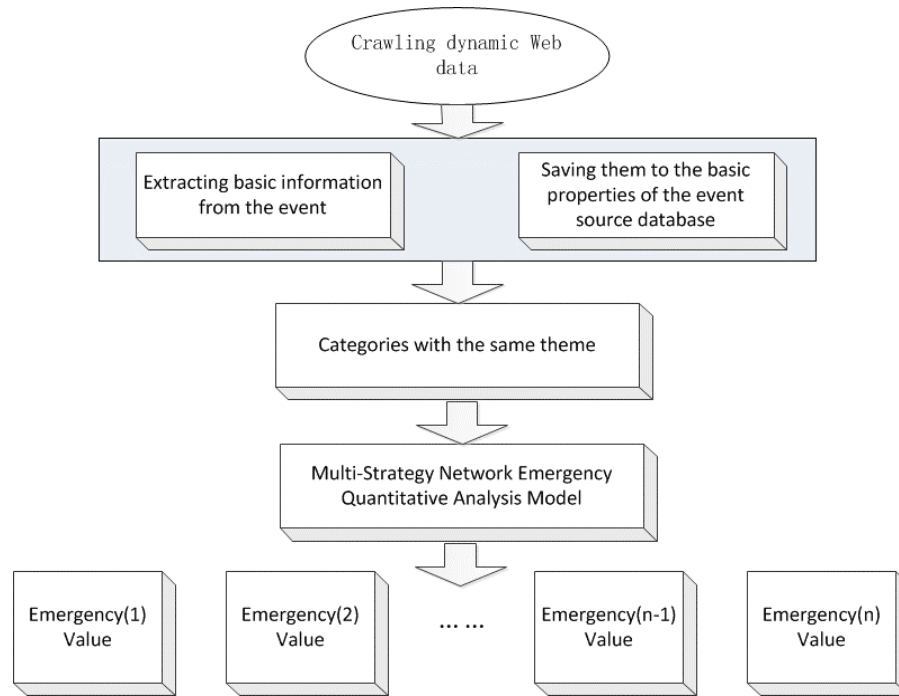 Crawling dynamic Web
data
Extracting basic information
from the event
Saving them to the basic
properties of the event
source database
Categories with the same theme
Multi-Strategy Network Emergency
Quantitative Analysis Model
Emergency(1)
Value
Emergency(2)
Value
... ...
Emergency(n-1)
Value
Emergency(n)
Value